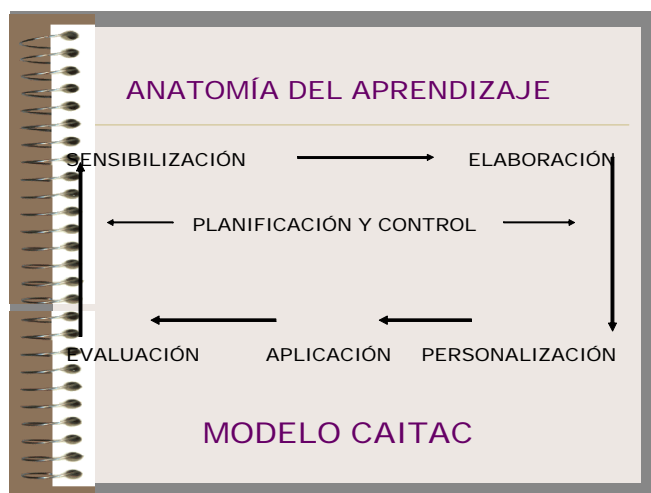 ANATOMÍA DEL APRENDIZAJE
SENSIBILIZACIÓN ELABORACIÓN
PLANIFICACIÓN Y CONTROL
EVALUACIÓN APLICACIÓN PERSONALIZACIÓN
MODELO CAITAC